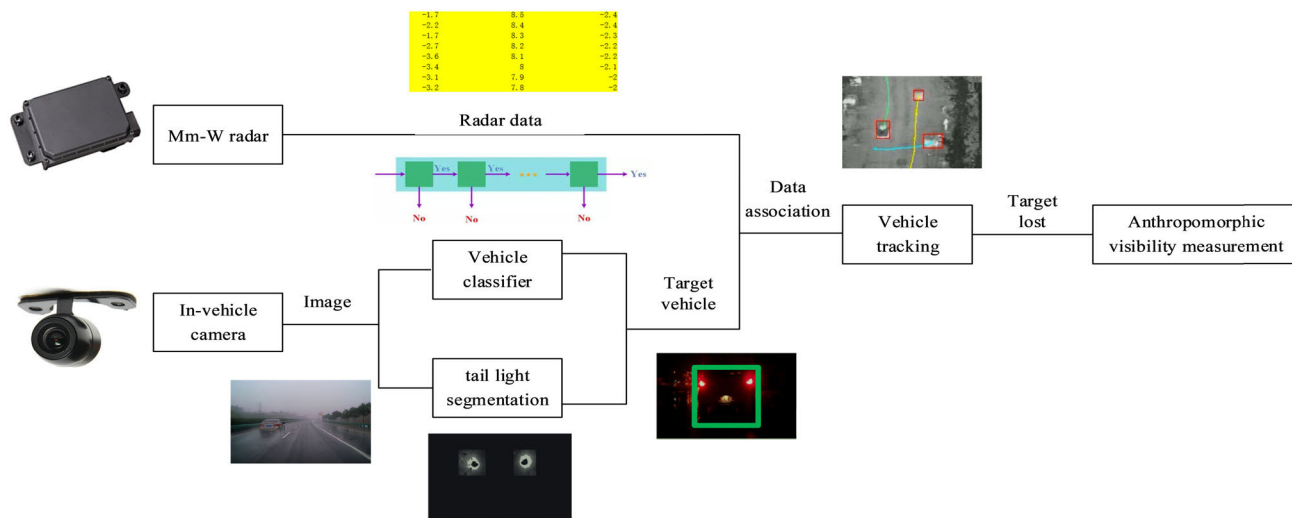 -1.7 8.5 -2.4
-2.2 8.4 -2.4
-1.7 8.3 -2.3
-2.7 8.2 -2.2
-3.6 8.1 -2.2
-3.4 8 -2.1
-3.1 7.9 -2
-3.2 7.8 -2
Mm-W radar
Radar data
Yes Yes Yes
No No No
Data
association
Vehicle
tracking
Target
lost
Anthropomorphic
visibility measurement
In-vehicle
camera
Image
Vehicle
classifier
tail light
segmentation
Target
vehicle